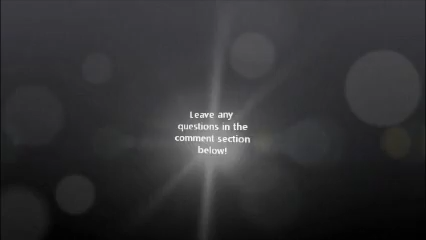 Leave any
questions in the
comment section
below!